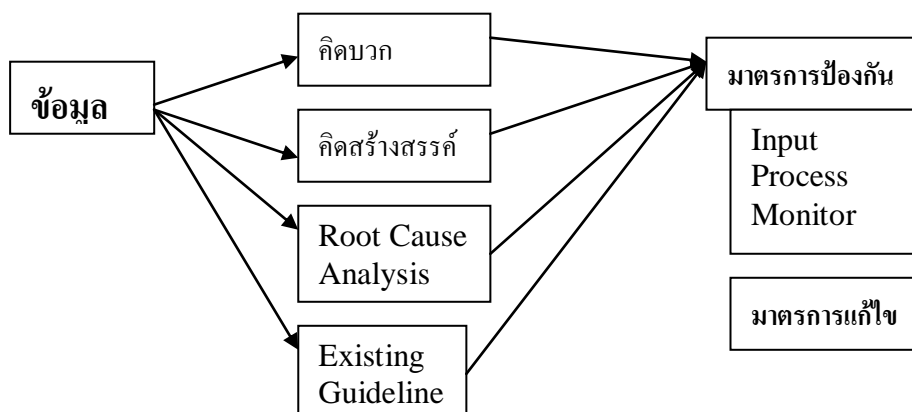 ข้อมูล
คิดบวก
คิดสร้างสรรค์
Root Cause
Analysis
Existing
Guideline
มาตรการป้องกัน
Input
Process
Monitor
มาตรการแก้ไข